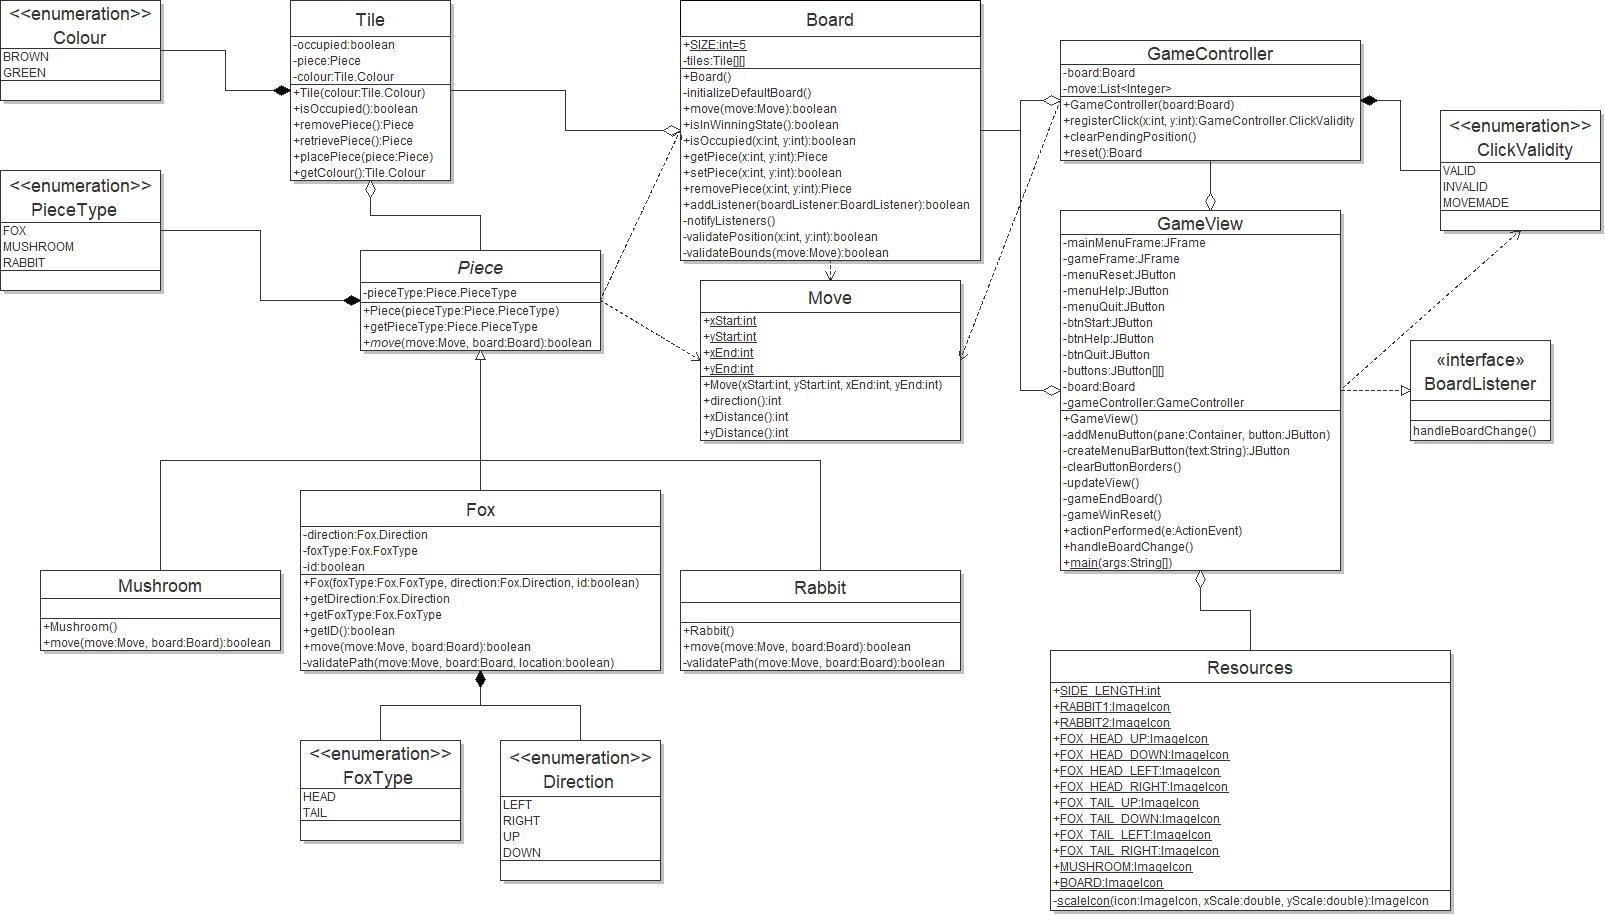 <<enumeration>>
Colour
BROWN
GREEN
Tile
-occupied:boolean
-piece:Piece
-colour:Tile.Colour
+Tile(colour:Tile.Colour)
+isOccupied():boolean
+removePiece():Piece
+retrievePiece():Piece
+placePiece(piece:Piece)
+getColour():Tile.Colour
Board
+SIZE:int=5
-tiles:Tile[][]
+Board()
-initializeDefaultBoard()
+move(move:Move):boolean
+isInWinningState():boolean
+isOccupied(x:int, y:int):boolean
+getPiece(x:int, y:int):Piece
+setPiece(x:int, y:int):boolean
+removePiece(x:int, y:int):Piece
+addListener(boardListener:BoardListener):boolean
-notifyListeners()
-validatePosition(x:int, y:int):boolean
-validateBounds(move:Move):boolean
GameController
-board:Board
-move:List<Integer>
+GameController(board:Board)
+registerClick(x:int, y:int):GameController.ClickValidity
+clearPendingPosition()
+reset():Board
<<enumeration>>
ClickValidity
VALID
INVALID
MOVEMADE
<<enumeration>>
PieceType
FOX
MUSHROOM
RABBIT
Piece
-pieceType:Piece.PieceType
+Piece(pieceType:Piece.PieceType)
+getPieceType:Piece.PieceType
+move(move:Move, board:Board):boolean
Move
+xStart:int
+yStart:int
+xEnd:int
+yEnd:int
+Move(xStart:int, yStart:int, xEnd:int, yEnd:int)
+direction():int
+xDistance():int
+yDistance():int
GameView
-mainMenuFrame:JFrame
-gameFrame:JFrame
-menuReset:JButton
-menuHelp:JButton
-menuQuit:JButton
-btnStart:JButton
-btnHelp:JButton
-btnQuit:JButton
-buttons:JButton[][]
-board:Board
-gameController:GameController
+GameView()
-addMenuButton(pane:Container, button:JButton)
-createMenuBarButton(text:String):JButton
-clearButtonBorders()
-updateView()
-gameEndBoard()
-gameWinReset()
+actionPerformed(e:ActionEvent)
+handleBoardChange()
+main(args:String[])
«interface»
BoardListener
handleBoardChange()
Mushroom
+Mushroom()
+move(move:Move, board:Board):boolean
Fox
-direction:Fox.Direction
-foxType:Fox.FoxType
-id:boolean
+Fox(foxType:Fox.FoxType, direction:Fox.Direction, id:boolean)
+getDirection:Fox.Direction
+getFoxType:Fox.FoxType
+getID():boolean
+move(move:Move, board:Board):boolean
-validatePath(move:Move, board:Board, location:boolean)
Rabbit
+Rabbit()
+move(move:Move, board:Board):boolean
-validatePath(move:Move, board:Board):boolean
<<enumeration>>
FoxType
HEAD
TAIL
<<enumeration>>
Direction
LEFT
RIGHT
UP
DOWN
Resources
+SIDE_LENGTH:int
+RABBIT1:ImageIcon
+RABBIT2:ImageIcon
+FOX_HEAD_UP:ImageIcon
+FOX_HEAD_DOWN:ImageIcon
+FOX_HEAD_LEFT:ImageIcon
+FOX_HEAD_RIGHT:ImageIcon
+FOX_TAIL_UP:ImageIcon
+FOX_TAIL_DOWN:ImageIcon
+FOX_TAIL_LEFT:ImageIcon
+FOX_TAIL_RIGHT:ImageIcon
+MUSHROOM:ImageIcon
+BOARD:ImageIcon
-scaleIcon(icon:ImageIcon, xScale:double, yScale:double):ImageIcon